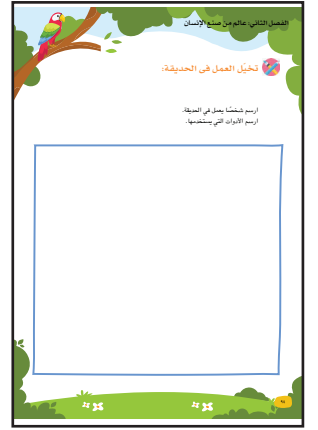 الفصل الثاني: عالم من صنع الإنسان
تخيّل العمل في الحديقة:
ارسم شخصًا يعمل في الحديقة.
ارسم الأدوات التي يستخدمها.